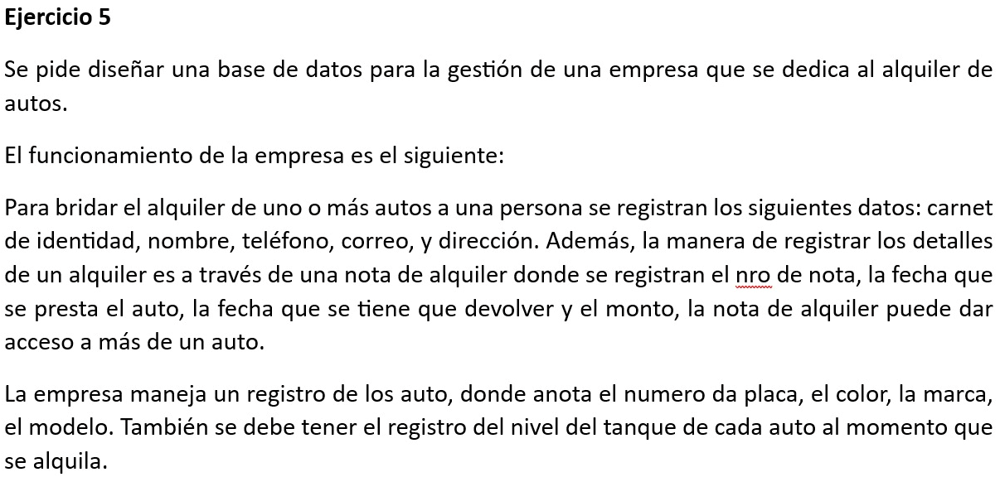 Ejercicio 5
Se pide diseñar una base de datos para la gestión de una empresa que se dedica al alquiler de
autos.
El funcionamiento de la empresa es el siguiente:
Para bridar el alquiler de uno o más autos a una persona se registran los siguientes datos: carnet
de identidad, nombre, teléfono, correo, y dirección. Además, la manera de registrar los detalles
de un alquiler es a través de una nota de alquiler donde se registran el nro de nota, la fecha que
se presta el auto, la fecha que se tiene que devolver y el monto, la nota de alquiler puede dar
acceso a más de un auto.
La empresa maneja un registro de los auto, donde anota el numero da placa, el color, la marca,
el modelo. También se debe tener el registro del nivel del tanque de cada auto al momento que
se alquila.